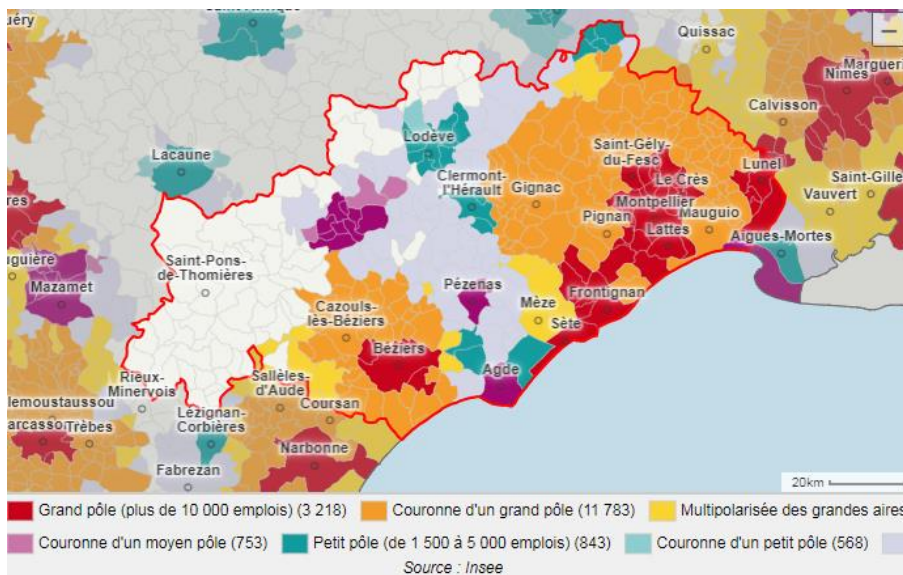 Quissac
Margueri
Nîmes
Calvisson
Lacaune
Lodève
Saint-Gély-
du-Fesc
Lunel
Saint-Gille
Le Crès
Clermont-
l'Hérault
Gignac
Vauvert
Montpellier
Pignan
Mauguio
Lattes
Aigues-Mortes
Saint-Pons-
de-Thomières
uguière
Mazamet
Pézenas
Mèze
Frontignan
Cazouls-
lès-Béziers
Sète
Béziers
Agde
Rieux-
Minervois
Sallèles-
d'Aude
lemoustaussou
Coursan
Lézignan-
Corbières
arcasso
Trèbes
Narbonne
Fabrezan
20km
Grand pôle (plus de 10 000 emplois) (3 218)
Couronne d'un grand pôle (11 783)
Multipolarisée des grandes aires
Couronne d'un moyen pôle (753)
Petit pôle (de 1 500 à 5 000 emplois) (843)
Couronne d'un petit pôle (568)
Source : Insee